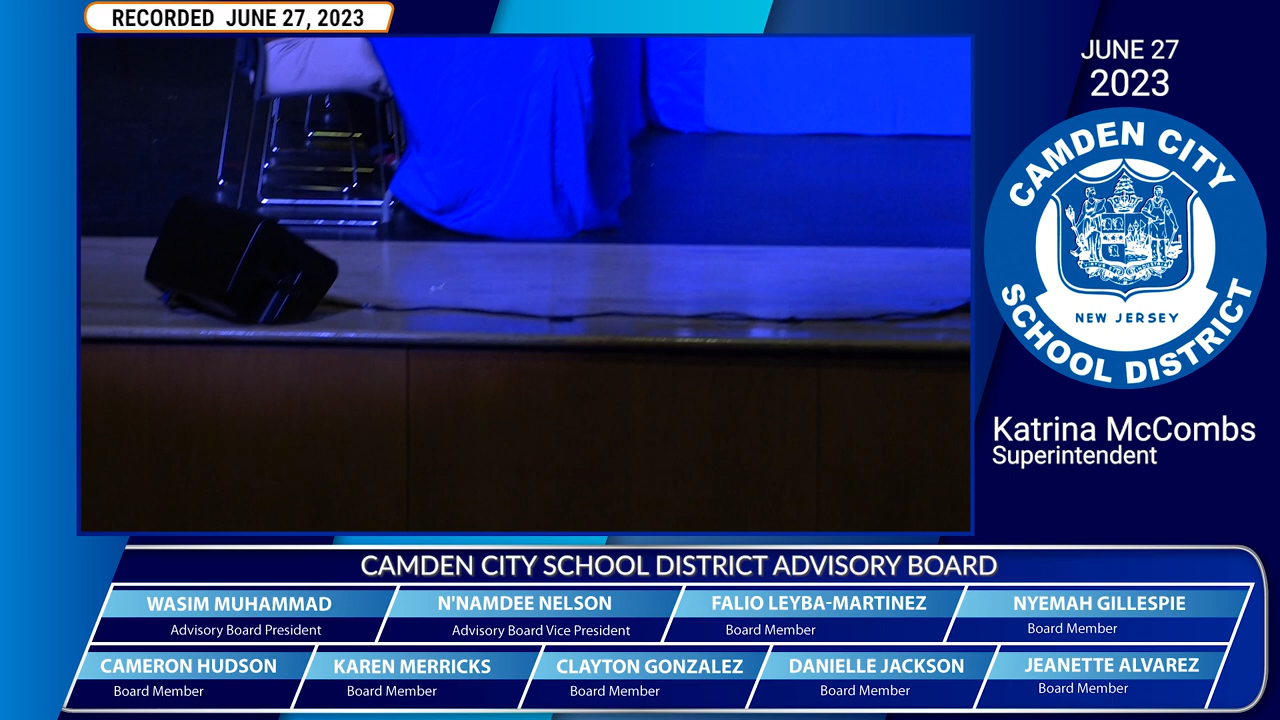 RECORDED JUNE 27, 2023
JUNE 27
2023
CAMDEN CITY
NEW JERSEY
SCHOOL DISTRICT
Katrina McCombs
Superintendent
CAMDEN CITY SCHOOL DISTRICT ADVISORY BOARD
WASIM MUHAMMAD
Advisory Board President
N'NAMDEE NELSON
Advisory Board Vice President
FALIO LEYBA-MARTINEZ
Board Member
NYEMAH GILLESPIE
Board Member
CAMERON HUDSON
Board Member
KAREN MERRICKS
Board Member
CLAYTON GONZALEZ
Board Member
DANIELLE JACKSON
Board Member
JEANETTE ALVAREZ
Board Member